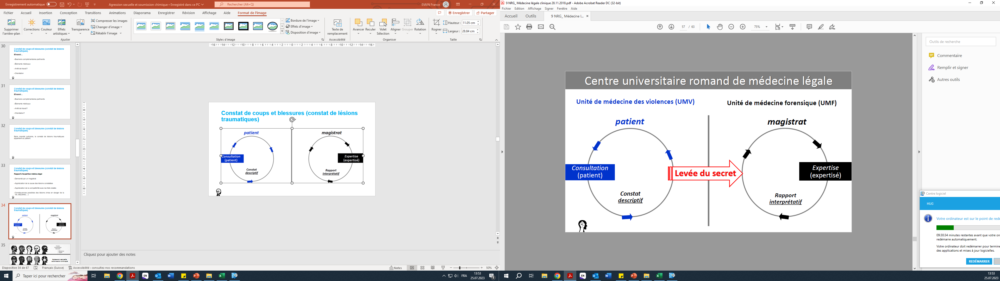 Enregistrement automatique
Agression sexuelle et soumission chimique • Enregistré dans ce PC
Rechercher (Alt+Q)
EVAIN France
Fichier
Accueil
Insertion
Conception
Transitions
Animations
Diaporama
Enregistrer
Révision
Affichage
Aide
Format de l'image
Enregistrer
Partager
Supprimer
l'arrière-plan
Corrections
Couleur
Effets
artistiques
Transparence
Compresser les images
Changer d'image
Rétablir l'image
Ajuster
Styles d'image
Bordure de l'image
Effets d'image
Disposition d'image
Texte de
remplacement
Accessibilité
Avancer
Reculer
Volet
Sélection
Aligner
Grouper
Rotation
Organiser
Rogner
Hauteur :
11.05 cm
Largeur :
28.84 cm
Taille
30
Constat de coups et blessures (constat de lésions
traumatiques)
Et aussi…
–Examens complémentaires pertinents
–Éléments médicaux
–Arrêt de travail?
–Orientation
31
Constat de coups et blessures (constat de lésions
traumatiques)
Et aussi…
–Examens complémentaires pertinents
–Éléments médicaux
–Arrêt de travail?
–Orientation?
32
Constat de coups et blessures (constat de lésions
traumatiques)
Sans mandat judiciaire, le constat de lésions traumatiques
appartient au patient.
33
Constat de coups et blessures (constat de lésions
traumatiques)
Rapport d'expertise médico-légal
–Demandé par un magistrat
–Appréciation de la cause des lésions constatées
–Appréciation de la compatibilité avec les faits relatés
–Conséquences possibles des lésions (mise en danger de la
vie, séquelles,…)
34
Constat de coups et blessures (constat de lésions
traumatiques)
patient
magistrat
35
Agression sexuelle,
soumission chimique
Constat de coups et blessures (constat de lésions
traumatiques)
patient
magistrat
Consultation
(patient)
Expertise
(expertisé)
Constat
descriptif
Rapport
interprétatif
Cliquez pour ajouter des notes
Diapositive 34 de 67
Français (Suisse)
Accessibilité : consultez nos recommandations
Notes
50%
Taper ici pour rechercher
FRA
13:53
25.07.2023
9 NRG_ Médecine légale clinique 28.11.2018.pdf - Adobe Acrobat Reader DC (32-bit)
Fichier Edition Affichage Signer Fenêtre Aide
Accueil
Outils
9 NRG_ Médecine l...
57 / 63
75%
Outils de recherche
Commentaire
Remplir et signer
Autres outils
Centre universitaire romand de médecine légale
Unité de médecine des violences (UMV)
Unité de médecine forensique (UMF)
patient
magistrat
Consultation
(patient)
Levée du secret
Expertise
(expertisé)
Constat
descriptif
Rapport
interprétatif
Centre logiciel
HUG
Votre ordinateur est sur le point de
09:30:34 minutes restantes avant que votre
redémarre automatiquement.
Votre ordinateur doit redémarrer pour
des applications et mises à jour logicielles.
REDÉMARRER
13:53
25.07.2023